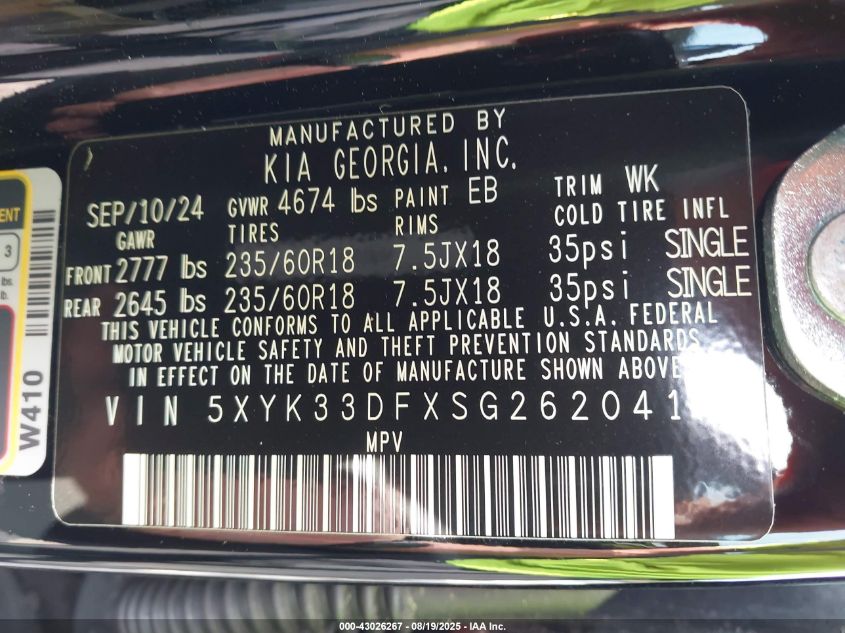 MANUFACTURED BY
KIA GEORGIA, INC.
SEP/10/24 GVWR 4674 lbs PAINT EB TRIM WK
GAWR TIRES RIMS COLD TIRE INFL
FRONT 2777 lbs 235/60R18 7.5JX18 35psi SINGLE
REAR 2645 lbs 235/60R18 7.5JX18 35psi SINGLE
THIS VEHICLE CONFORMS TO ALL APPLICABLE U.S.A. FEDERAL
MOTOR VEHICLE SAFETY AND THEFT PREVENTION STANDARDS
IN EFFECT ON THE DATE OF MANUFACTURE SHOWN ABOVE
VIN 5XYK33DFXSG262041
MPV
W410
3
lbs.
lb.
000-43026267 - 08/19/2025 - IAA Inc.